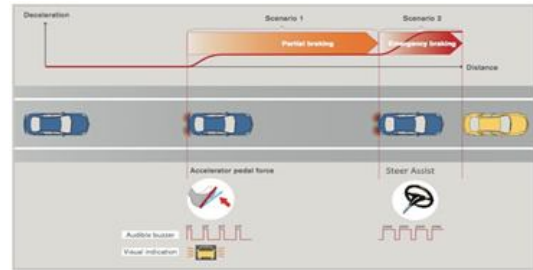 Deceleration
Scenario 1
Scenario 2
Partial braking
Emergency braking
Distance
Accelerator pedal force
Steer Assist
Audible buzzer
Visual indication